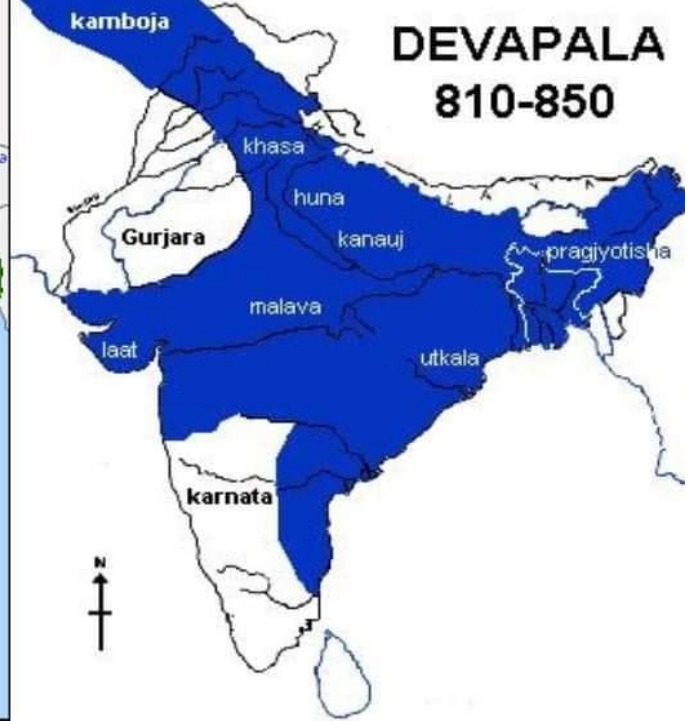 kamboja
DEVAPALA
810-850
khasa
huna
Gurjara
kanauj
pragjyotisha
malava
laat
utkala
karnata
N